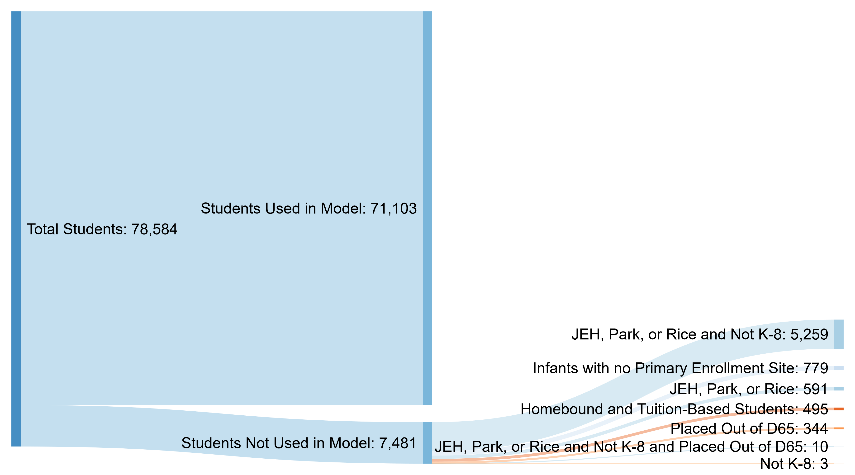 Students Used in Model: 71,103
Total Students: 78,584
JEH, Park, or Rice and Not K-8: 5,259
Infants with no Primary Enrollment Site: 779
JEH, Park, or Rice: 591
Homebound and Tuition-Based Students: 495
Placed Out of D65: 344
Students Not Used in Model: 7,481
JEH, Park, or Rice and Not K-8 and Placed Out of D65: 10
Not K-8: 3